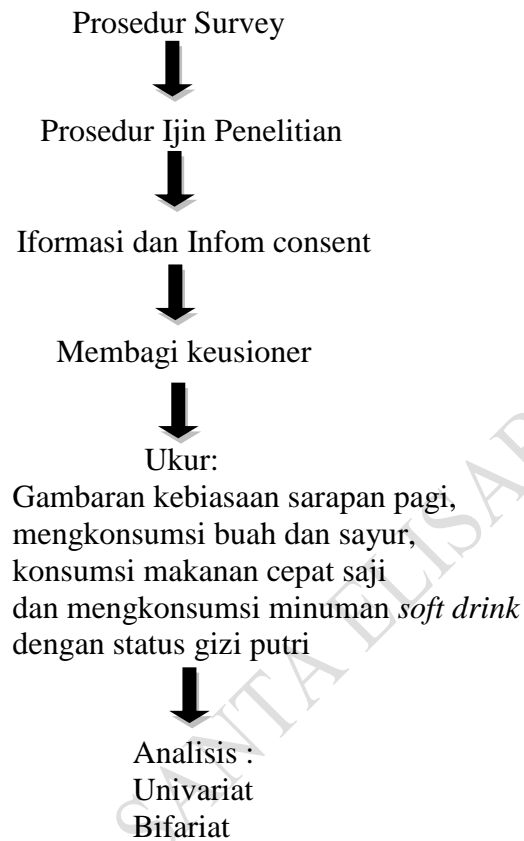 Prosedur Survey
Prosedur Ijin Penelitian
Iformasi dan Infom consent
Membagi keusioner
Ukur:
Gambaran kebiasaan sarapan pagi,
mengkonsumsi buah dan sayur,
konsumsi makanan cepat saji
dan mengkonsumsi minuman soft drink
dengan status gizi putri
Analisis :
Univariat
Bifariat